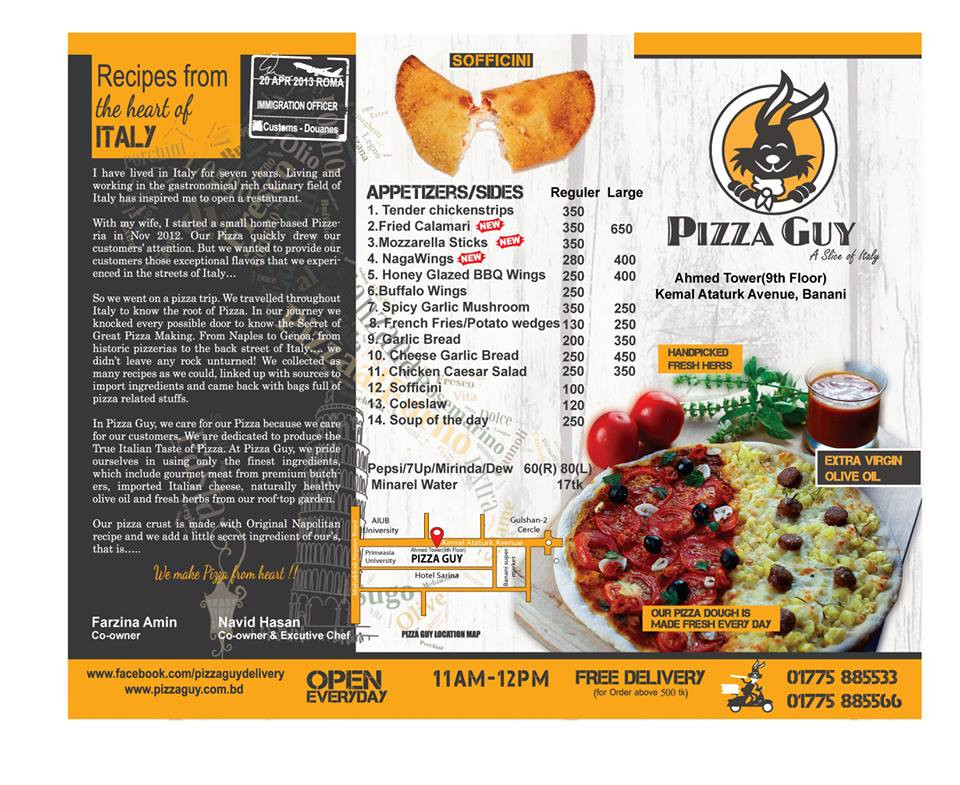 Recipes from
the heart of
ITALY
20 APR 2013 ROMA
IMMIGRATION OFFICER
Customs - Douanes
I have lived in Italy for seven years. Living and
working in the gastronomical rich culinary field of
Italy has inspired me to open a restaurant.
With my wife, I started a small home-based Pizze-
ria in Nov 2012. Our Pizza quickly drew our
customers' attention. But we wanted to provide our
customers those exceptional flavors that we experi-
enced in the streets of Italy...
So we went on a pizza trip. We travelled throughout
Italy to know the root of Pizza. In our journey we
knocked every possible door to know the Secret of
Great Pizza Making. From Naples to Genoa, from
historic pizzerias to the back street of Italy.... we
didn't leave any rock unturned! We collected as
many recipes as we could, linked up with sources to
import ingredients and came back with bags full of
pizza related stuffs.
In Pizza Guy, we care for our Pizza because we care
for our customers. We are dedicated to produce the
True Italian Taste of Pizza. At Pizza Guy, we pride
ourselves in using only the finest ingredients,
which include gourmet meat from premium butch-
ers, imported Italian cheese, naturally healthy
olive oil and fresh herbs from our roof-top garden.
Our pizza crust is made with Original Napolitan
recipe and we add a little secret ingredient of our's,
that is.....
We make Pizza from heart !!
Farzina Amin
Co-owner
Navid Hasan
Co-owner & Excutive Chef
SOFFICINI
APPETIZERS/SIDES Reguler Large
1. Tender chickenstrips 350
2.Fried Calamari NEW 350 650
3.Mozzarella Sticks NEW 350
4. NagaWings NEW 280 400
5. Honey Glazed BBQ Wings 250 400
6.Buffalo Wings 250
7. Spicy Garlic Mushroom 350 250
8. French Fries/Potato wedges 130 250
9. Garlic Bread 200 350
10. Cheese Garlic Bread 250 450
11. Chicken Caesar Salad 250 350
12. Sofficini 100
13. Coleslaw 120
14. Soup of the day 250
Pepsi/7Up/Mirinda/Dew 60(R) 80(L)
Minarel Water 17tk
AIUB
University
Gulshan-2
Cercle
Kemal Ataturk Avenue
Primeasia
University
Ahmed Tower(9th Floor)
PIZZA GUY
Hotel Sarina
Banani super
market
PIZZA GUY LOCATION MAP
PIZZA GUY
A Slice of Italy
Ahmed Tower(9th Floor)
Kemal Ataturk Avenue, Banani
HANDPICKED
FRESH HERBS
EXTRA VIRGIN
OLIVE OIL
OUR PIZZA DOUGH IS
MADE FRESH EVERY DAY
www.facebook.com/pizzaguydelivery
www.pizzaguy.com.bd
OPEN
EVERYDAY
11AM-12PM
FREE DELIVERY
(for Order above 500 tk)
01775 885533
01775 885566